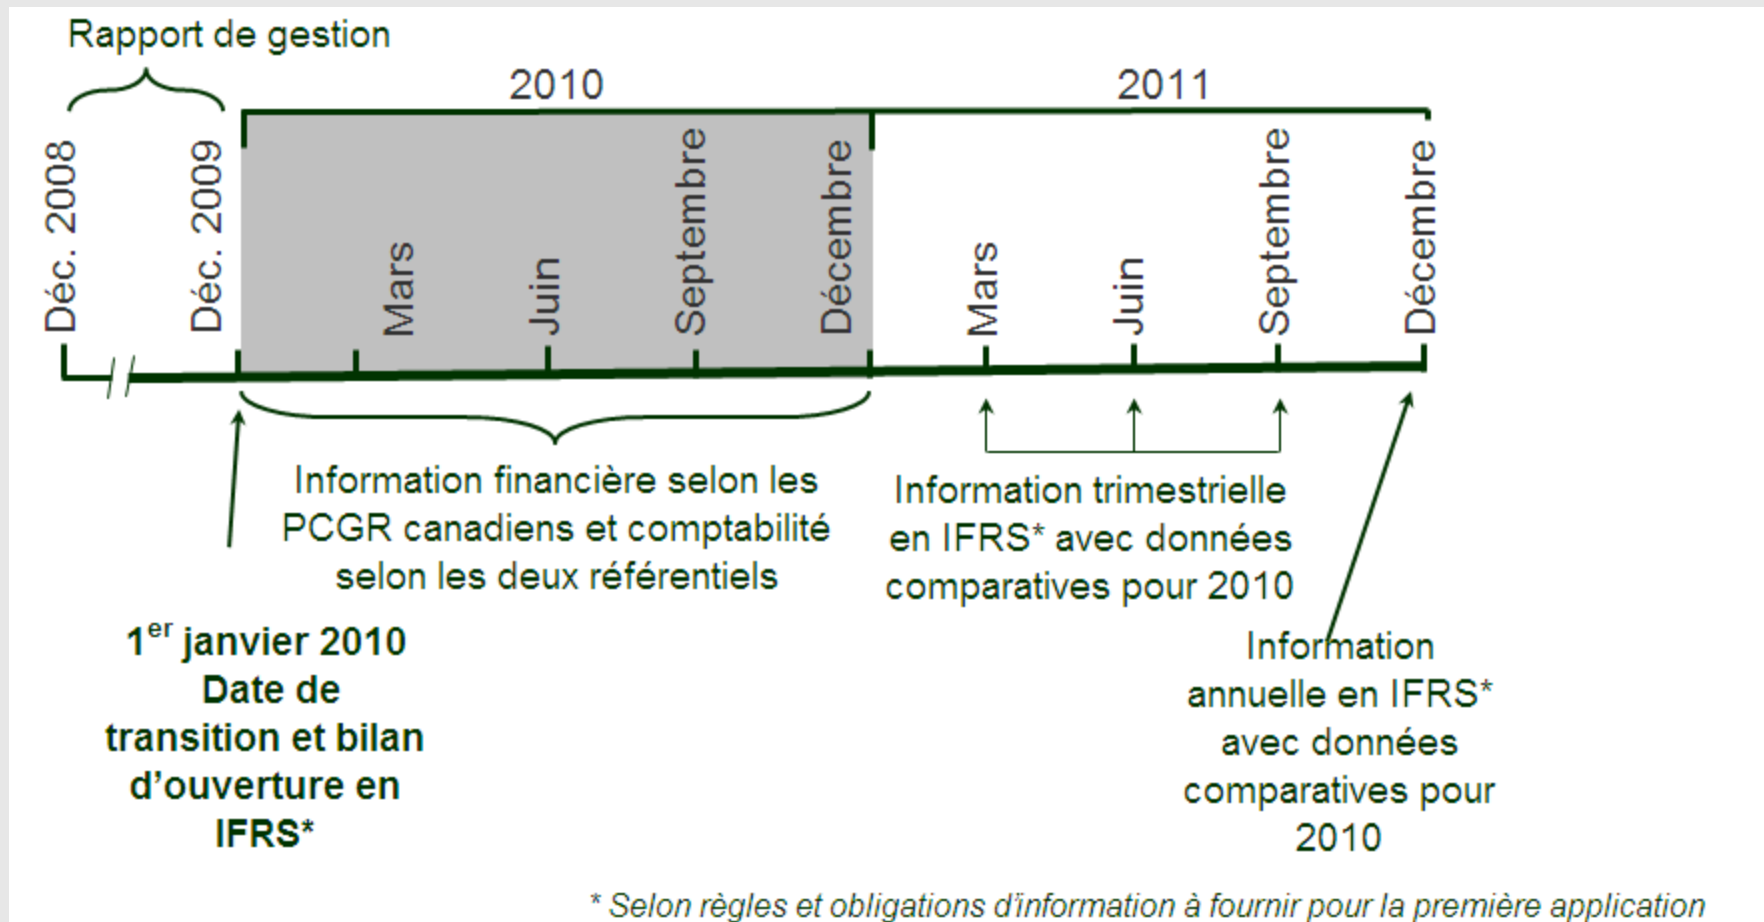 Rapport de gestion
2010
2011
Déc. 2008
Déc. 2009
Mars
Juin
Septembre
Décembre
Mars
Juin
Septembre
Décembre
Information financière selon les
PCGR canadiens et comptabilité
selon les deux référentiels
Information trimestrielle
en IFRS* avec données
comparatives pour 2010
1er janvier 2010
Date de
transition et bilan
d'ouverture en
IFRS*
Information
annuelle en IFRS*
avec données
comparatives pour
2010
* Selon règles et obligations d'information à fournir pour la première application